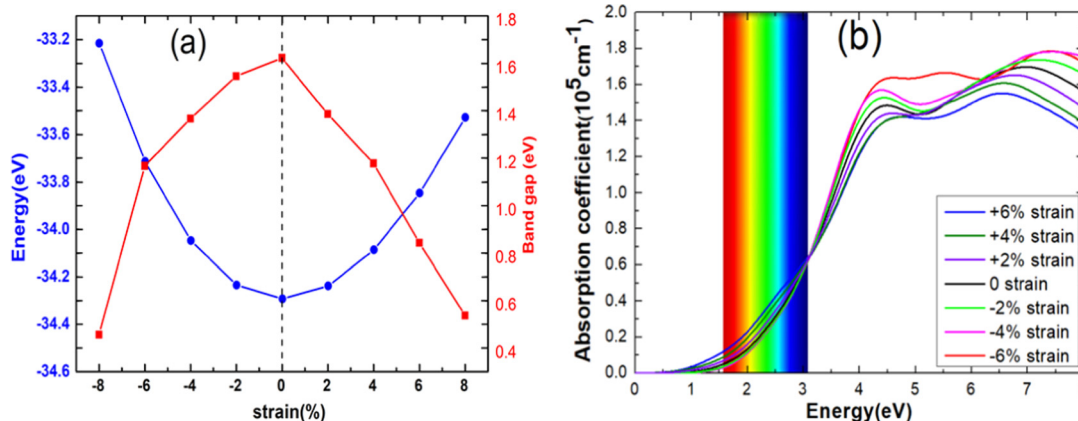 (a)
Energy(eV)
-33.2
-33.4
-33.6
-33.8
-34.0
-34.2
-34.4
-34.6
-8 -6 -4 -2 0 2 4 6 8
strain(%)
1.8
1.6
1.4
1.2
1.0
0.8
0.6
0.4
Band gap (eV)
(b)
Absorption coefficient(10⁵cm⁻¹)
2.0
1.8
1.6
1.4
1.2
1.0
0.8
0.6
0.4
0.2
0.0
0 1 2 3 4 5 6 7
Energy(eV)
+6% strain
+4% strain
+2% strain
0 strain
-2% strain
-4% strain
-6% strain